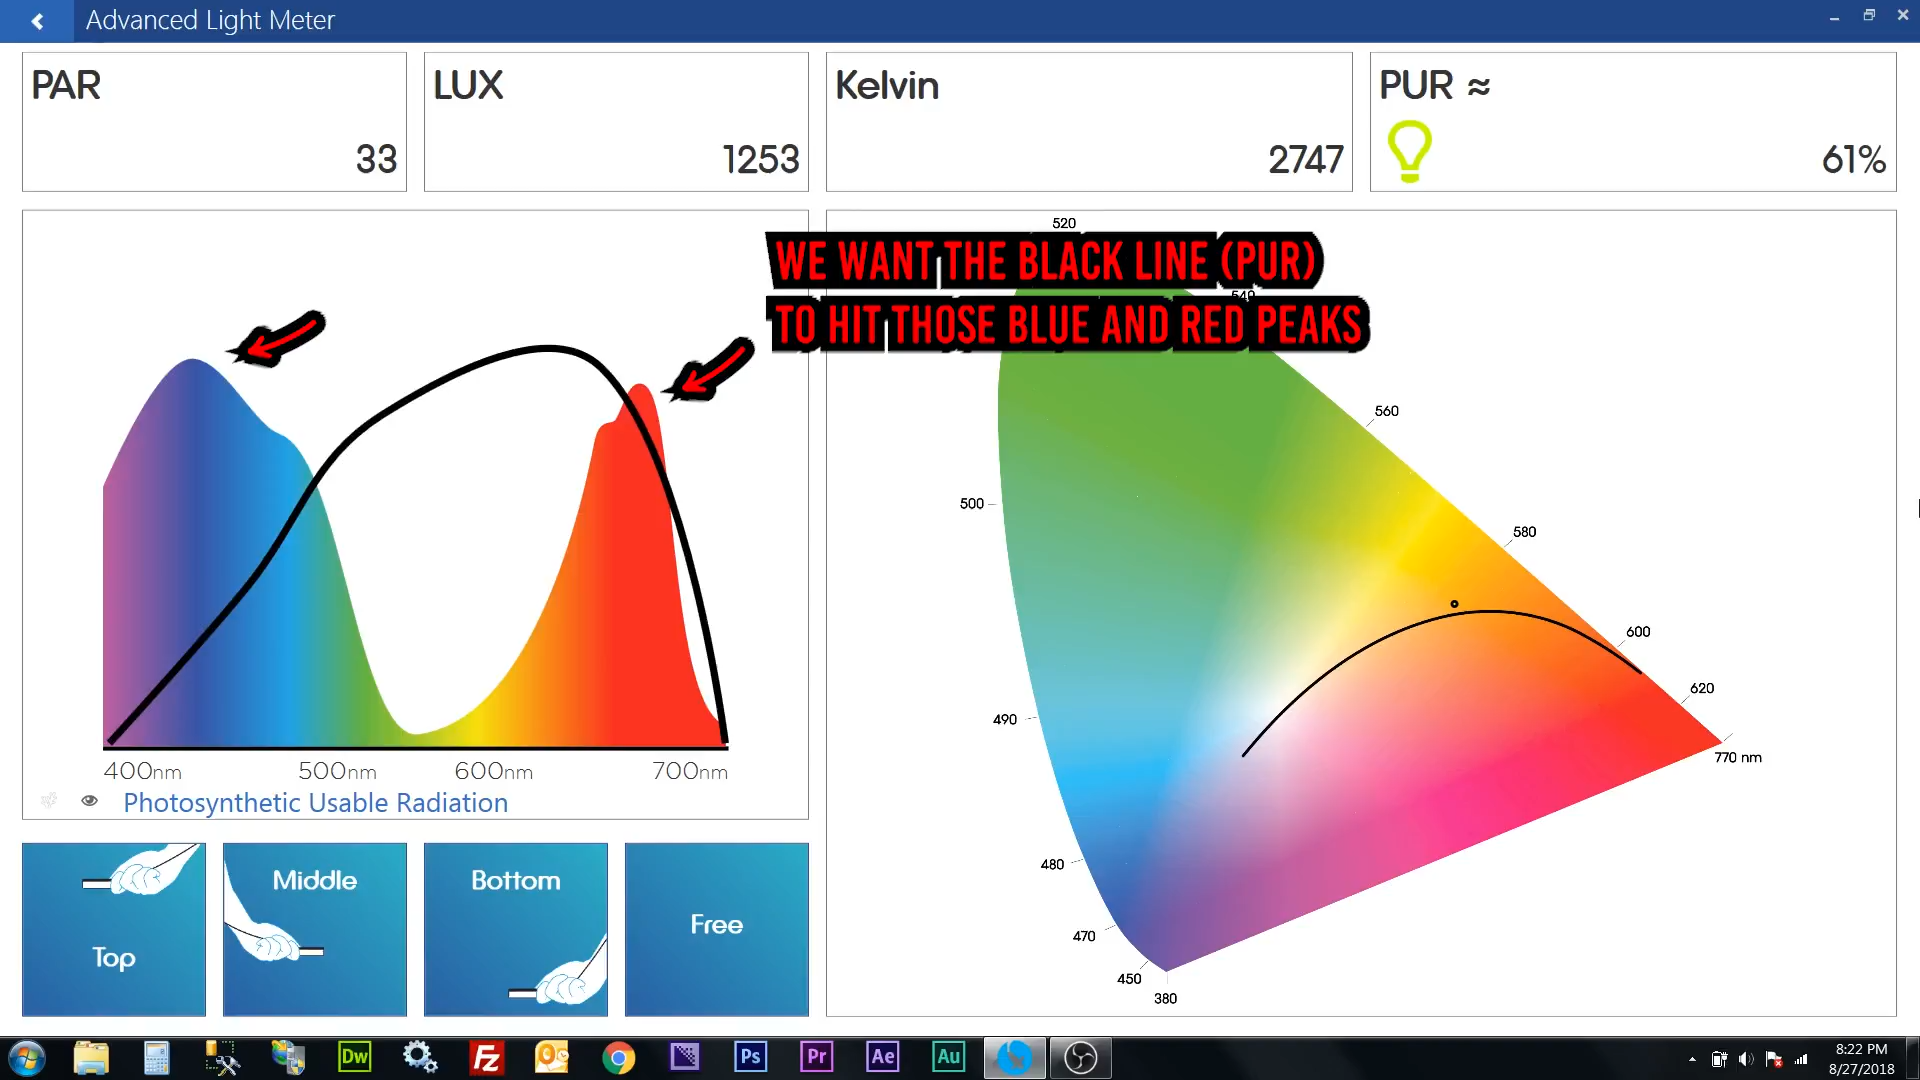 Advanced Light Meter
PAR
33
LUX
1253
Kelvin
2747
PUR ≈
61%
WE WANT THE BLACK LINE (PUR)
TO HIT THOSE BLUE AND RED PEAKS
400nm 500nm 600nm 700nm
Photosynthetic Usable Radiation
520
540
560
500
580
600
620
490
770 nm
480
470
450
380
Top
Middle
Bottom
Free
Dw
Fz
Ps
Pr
Ae
Au
8:22 PM
8/27/2018